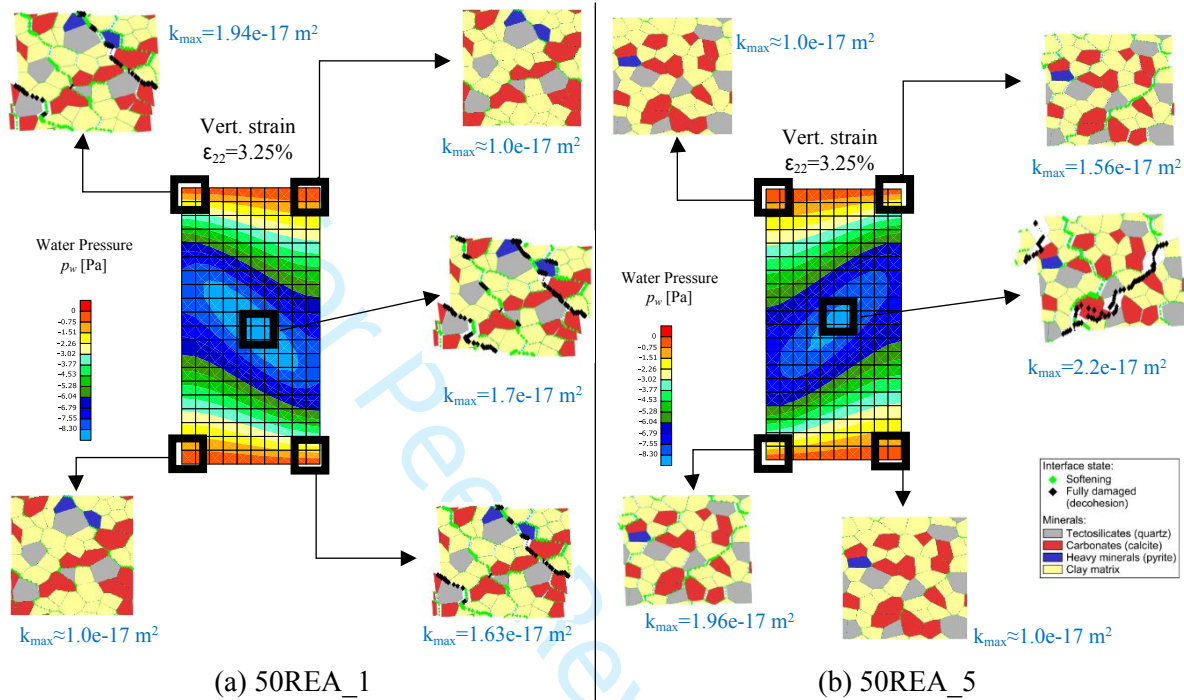 kmax=1.94e-17 m²
kmax≈1.0e-17 m²
Vert. strain
ε22=3.25%
Water Pressure
pw [Pa]
0
-0.75
-1.51
-2.26
-3.02
-3.77
-4.53
-5.28
-6.04
-6.79
-7.55
-8.30
kmax=1.7e-17 m²
kmax≈1.0e-17 m²
kmax=1.63e-17 m²
(a) 50REA_1
kmax≈1.0e-17 m²
Vert. strain
ε22=3.25%
kmax=1.56e-17 m²
Water Pressure
pw [Pa]
0
-0.75
-1.51
-2.26
-3.02
-3.77
-4.53
-5.28
-6.04
-6.79
-7.55
-8.30
kmax=2.2e-17 m²
Interface state:
Softening
Fully damaged
(decohesion)
Minerals:
Tectosilicates (quartz)
Carbonates (calcite)
Heavy minerals (pyrite)
Clay matrix
kmax=1.96e-17 m²
kmax≈1.0e-17 m²
(b) 50REA_5